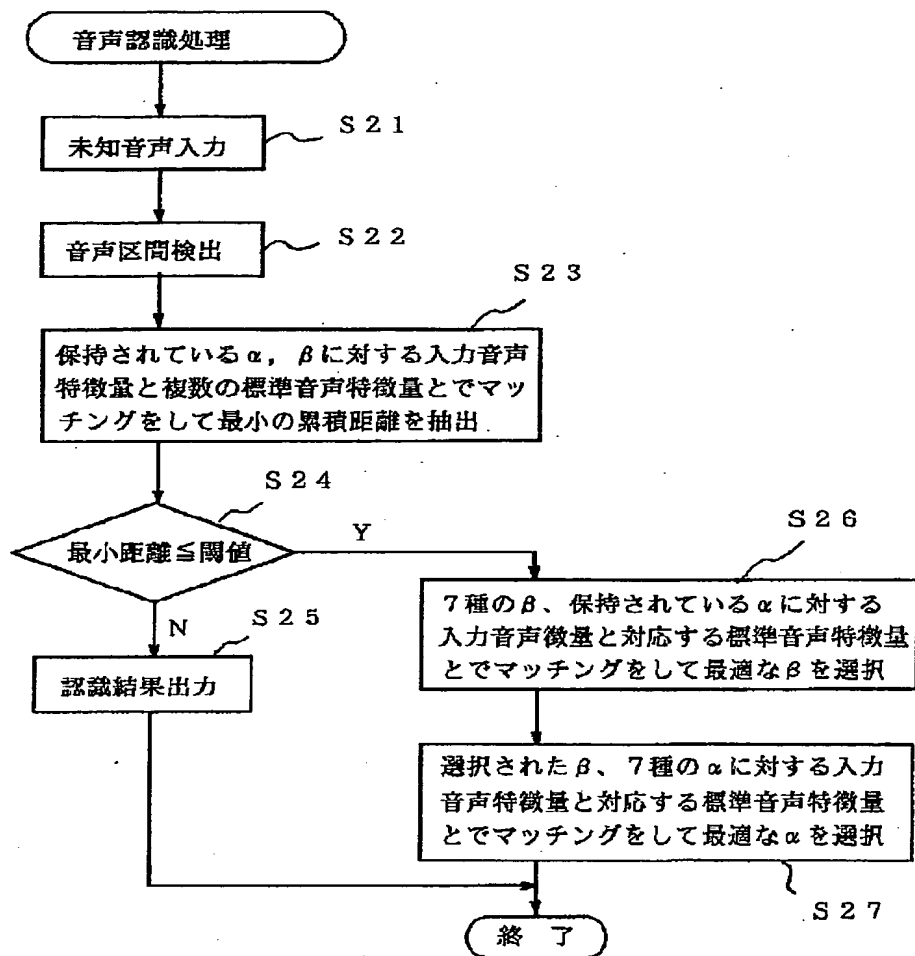 音声認識処理
S21
未知音声入力
S22
音声区間検出
S23
保持されているα，βに対する入力音声
特徴量と複数の標準音声特徴量とでマッ
チングをして最小の累積距離を抽出
S24
最小距離≦閾値
Y
N
S25
認識結果出力
S26
7種のβ、保持されているαに対する
入力音声徴量と対応する標準音声特徴量
とでマッチングをして最適なβを選択
選択されたβ、7種のαに対する入力
音声特徴量と対応する標準音声特徴量
とでマッチングをして最適なαを選択
S27
終 了